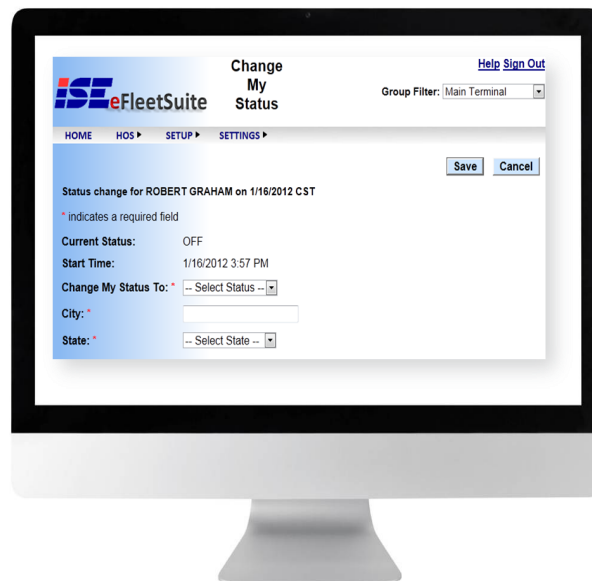 Change
My
Status
Help Sign Out
ISE eFleetSuite
Group Filter: Main Terminal
HOME HOS SETUP SETTINGS
Save Cancel
Status change for ROBERT GRAHAM on 1/16/2012 CST
* indicates a required field
Current Status: OFF
Start Time: 1/16/2012 3:57 PM
Change My Status To: * -- Select Status --
City: *
State: * -- Select State --